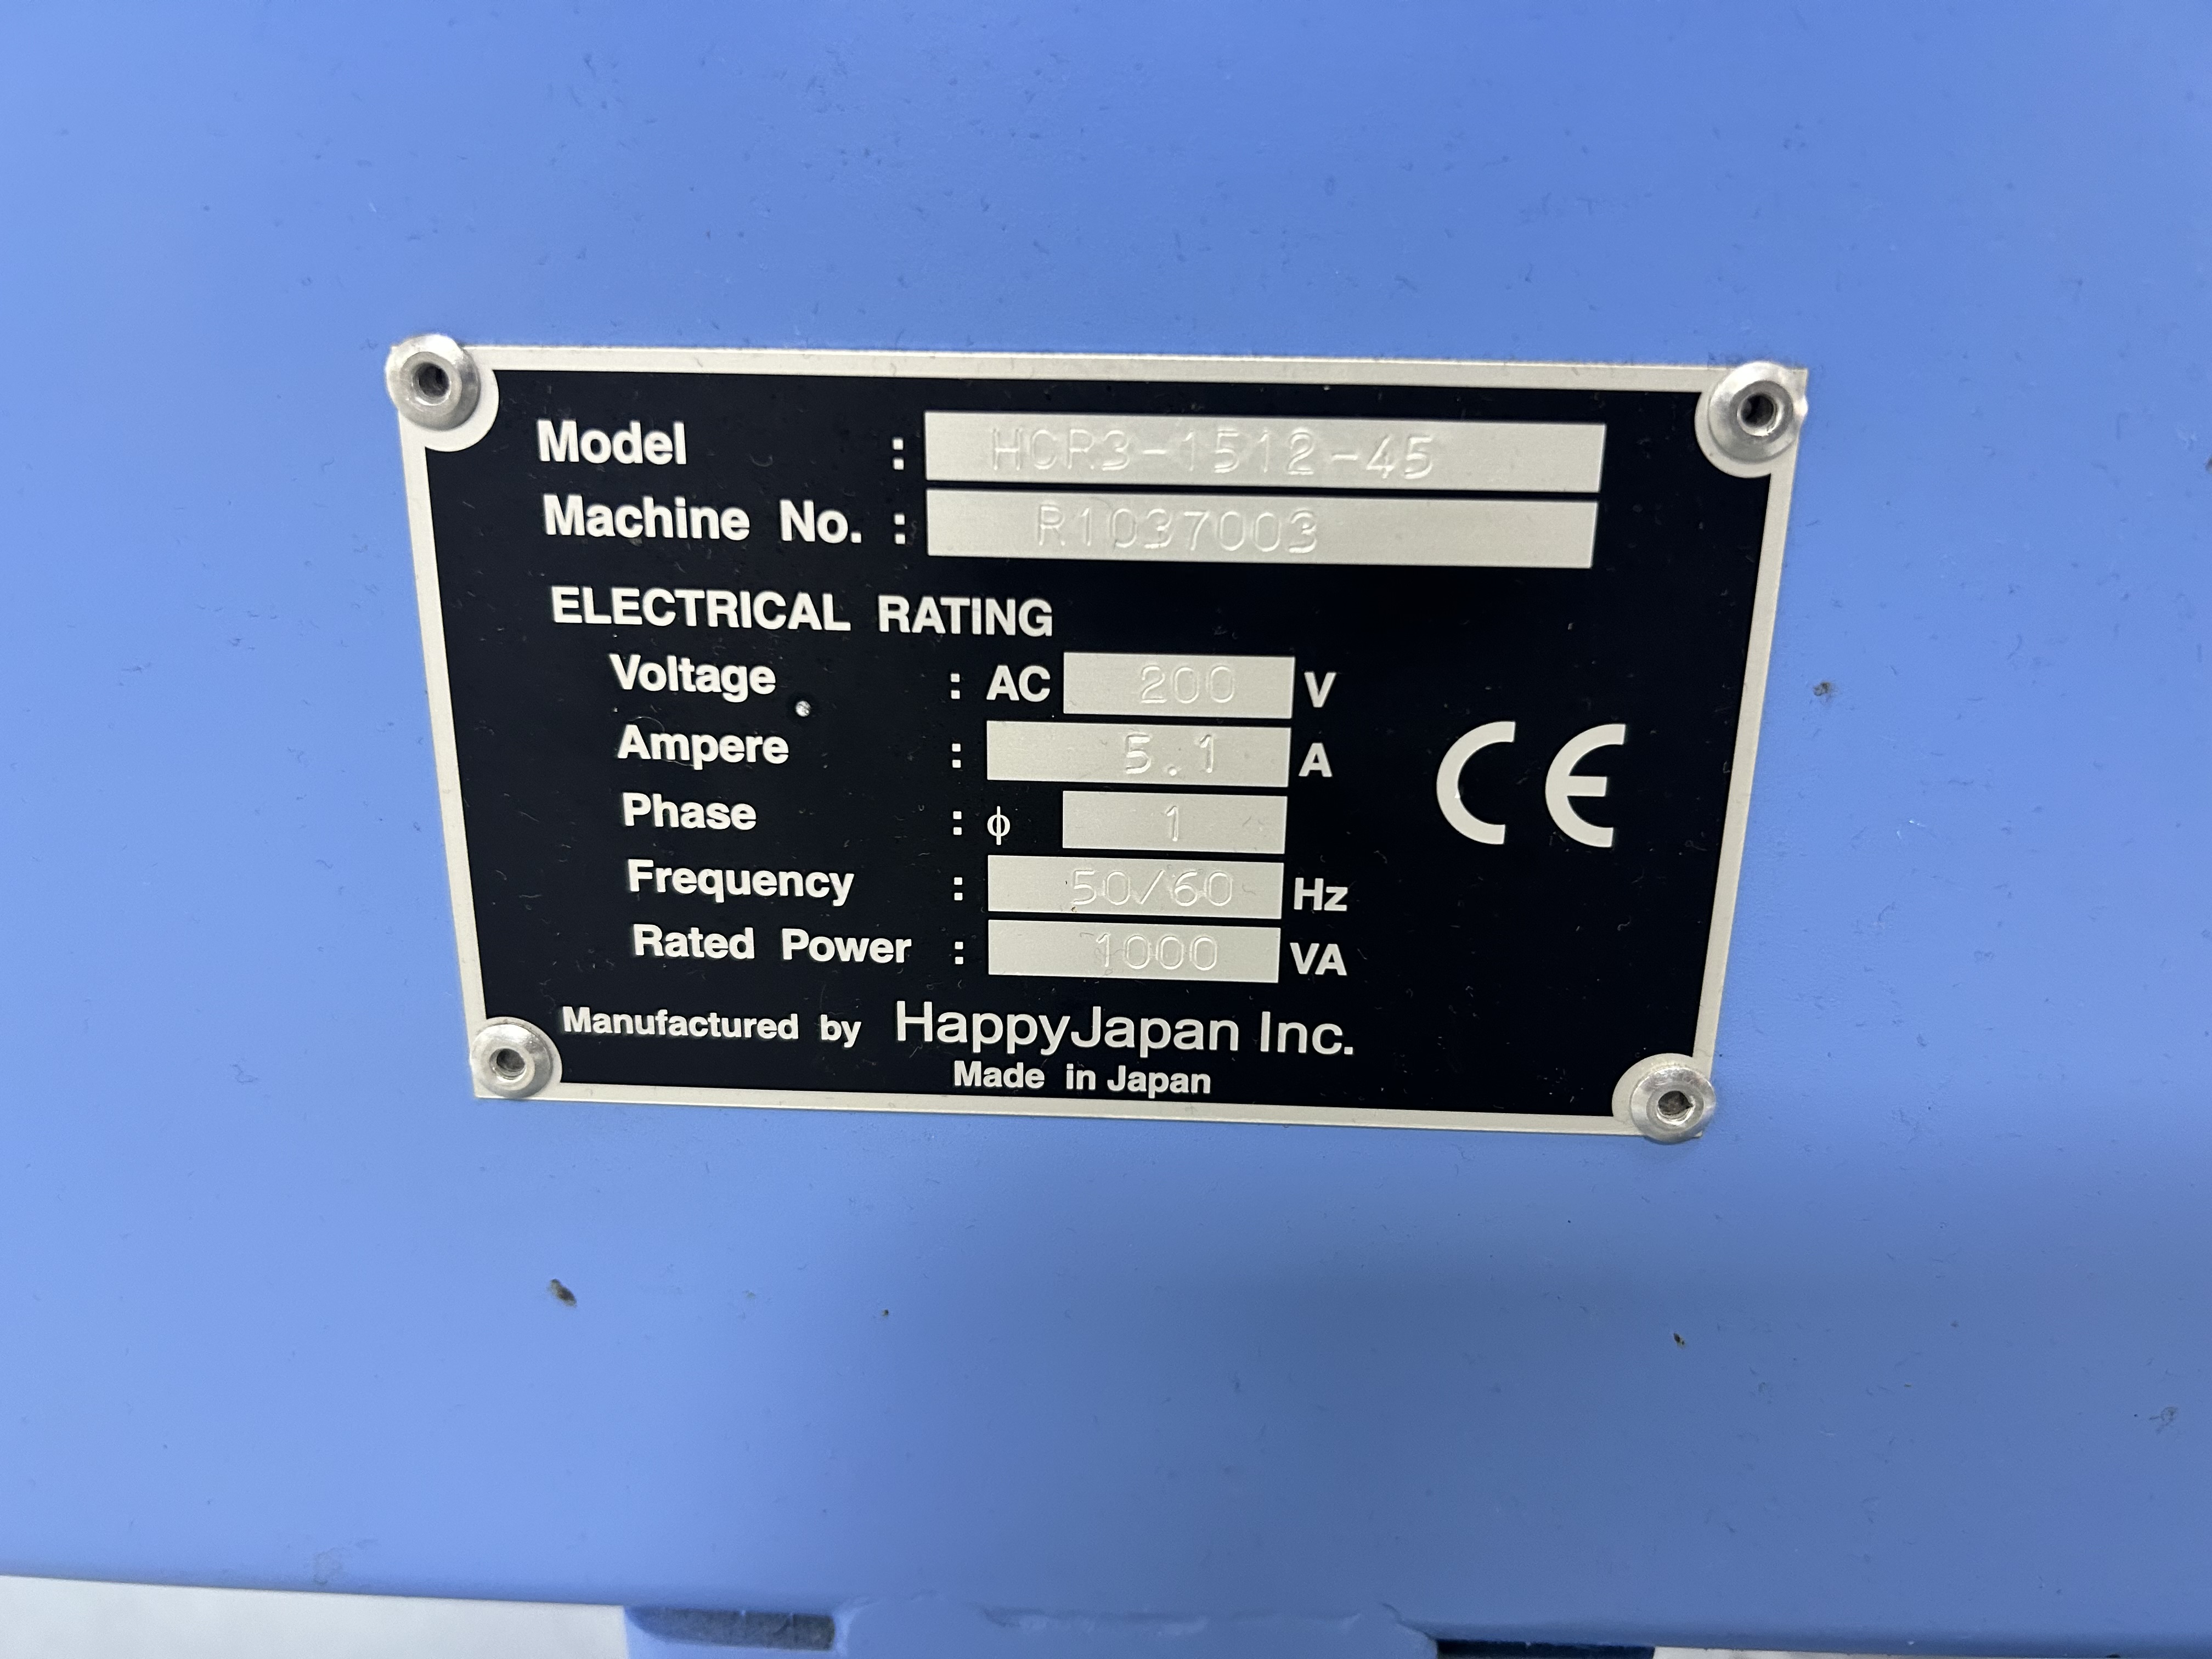 Model : HCR3-1512-45
Machine No. : R1037003
ELECTRICAL RATING
Voltage : AC 200 V
Ampere : 5.1 A
Phase : ϕ 1
Frequency : 50/60 Hz
Rated Power : 1000 VA
CE
Manufactured by HappyJapan Inc.
Made in Japan